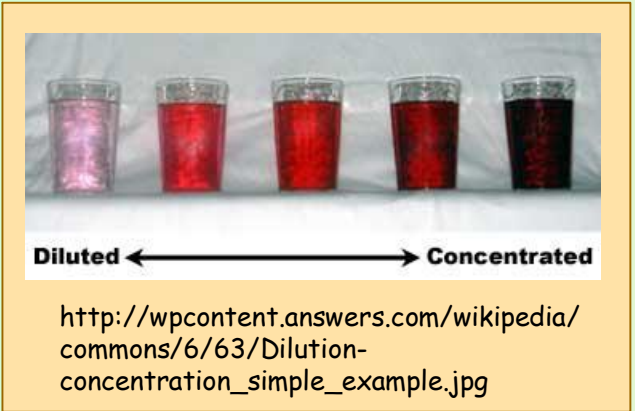 Diluted Concentrated
http://wpcontent.answers.com/wikipedia/
commons/6/63/Dilution-
concentration_simple_example.jpg